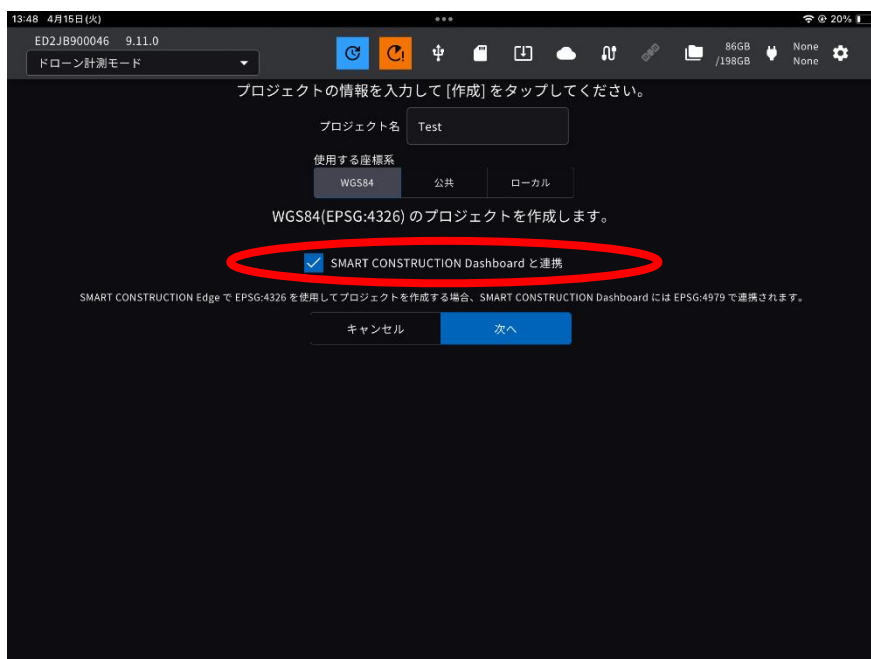 13:48 4月15日(火)
20%
ED2JB900046 9.11.0
ドローン計測モード
86GB
/198GB
None
None
プロジェクトの情報を入力して [作成] をタップしてください。
プロジェクト名 Test
使用する座標系
WGS84 公共 ローカル
WGS84(EPSG:4326) のプロジェクトを作成します。
SMART CONSTRUCTION Dashboard と連携
SMART CONSTRUCTION Edge で EPSG:4326 を使用してプロジェクトを作成する場合、SMART CONSTRUCTION Dashboard には EPSG:4979 で連携されます。
キャンセル 次へ